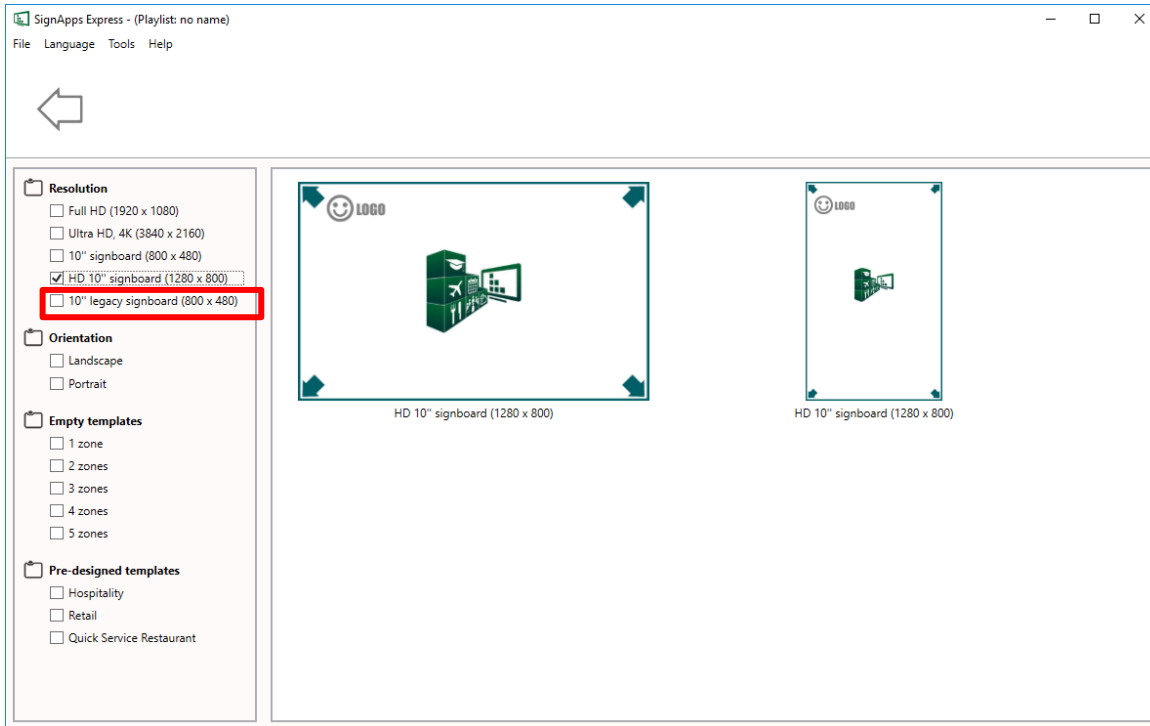 SignApps Express - (Playlist: no name)
File Language Tools Help
Resolution
Full HD (1920 x 1080)
Ultra HD, 4K (3840 x 2160)
10'' signboard (800 x 480)
HD 10'' signboard (1280 x 800)
10'' legacy signboard (800 x 480)
Orientation
Landscape
Portrait
Empty templates
1 zone
2 zones
3 zones
4 zones
5 zones
Pre-designed templates
Hospitality
Retail
Quick Service Restaurant
LOGO
HD 10'' signboard (1280 x 800)
LOGO
HD 10'' signboard (1280 x 800)